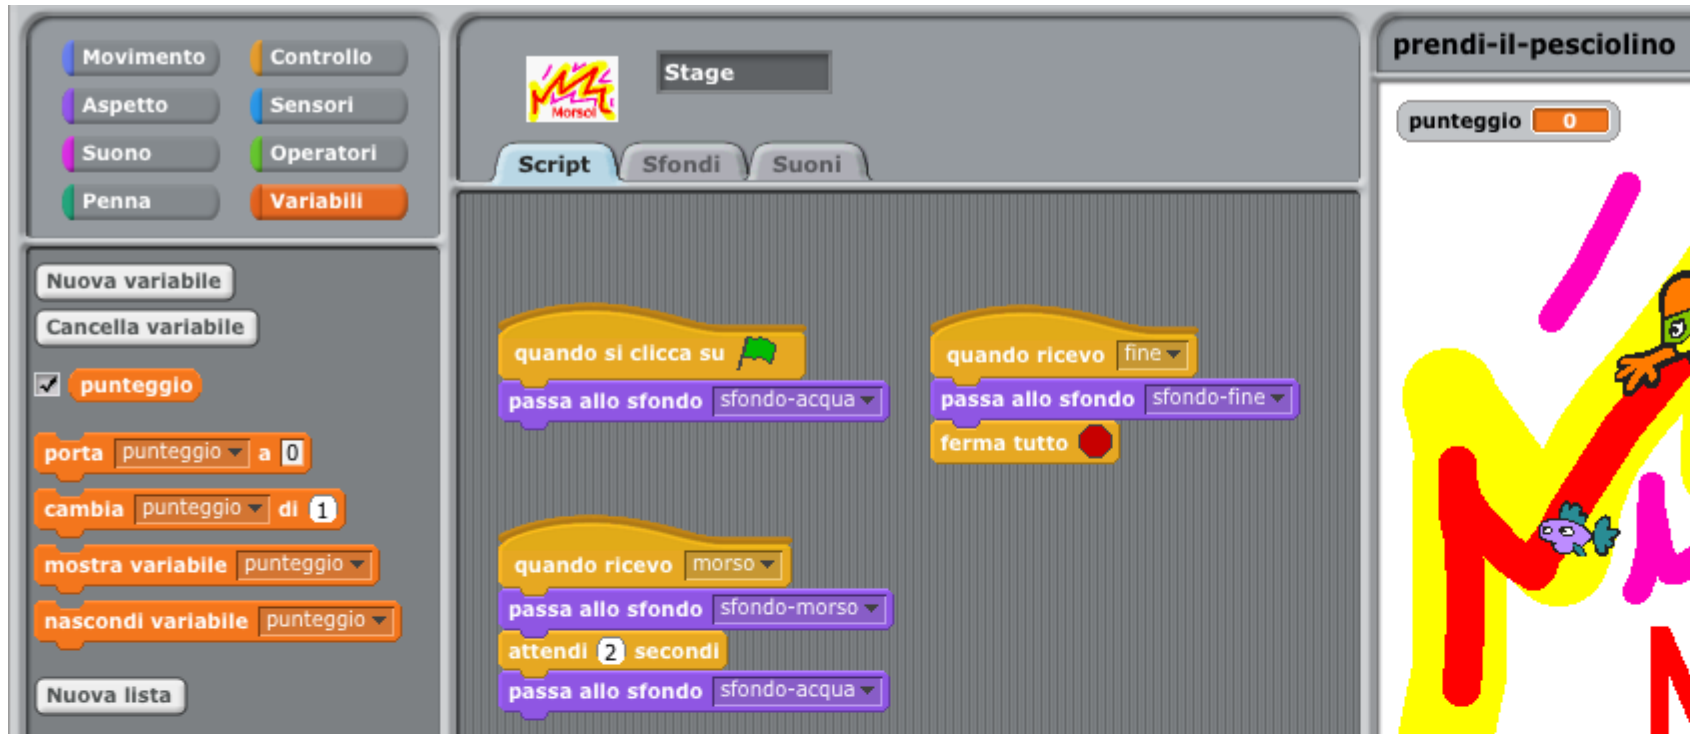 Movimento
Controllo
Aspetto
Sensori
Suono
Operatori
Penna
Variabili
Nuova variabile
Cancella variabile
punteggio
porta punteggio a 0
cambia punteggio di 1
mostra variabile punteggio
nascondi variabile punteggio
Nuova lista
Morso!
Stage
Script
Sfondi
Suoni
quando si clicca su
passa allo sfondo sfondo-acqua
quando ricevo fine
passa allo sfondo sfondo-fine
ferma tutto
quando ricevo morso
passa allo sfondo sfondo-morso
attendi 2 secondi
passa allo sfondo sfondo-acqua
prendi-il-pesciolino
punteggio 0